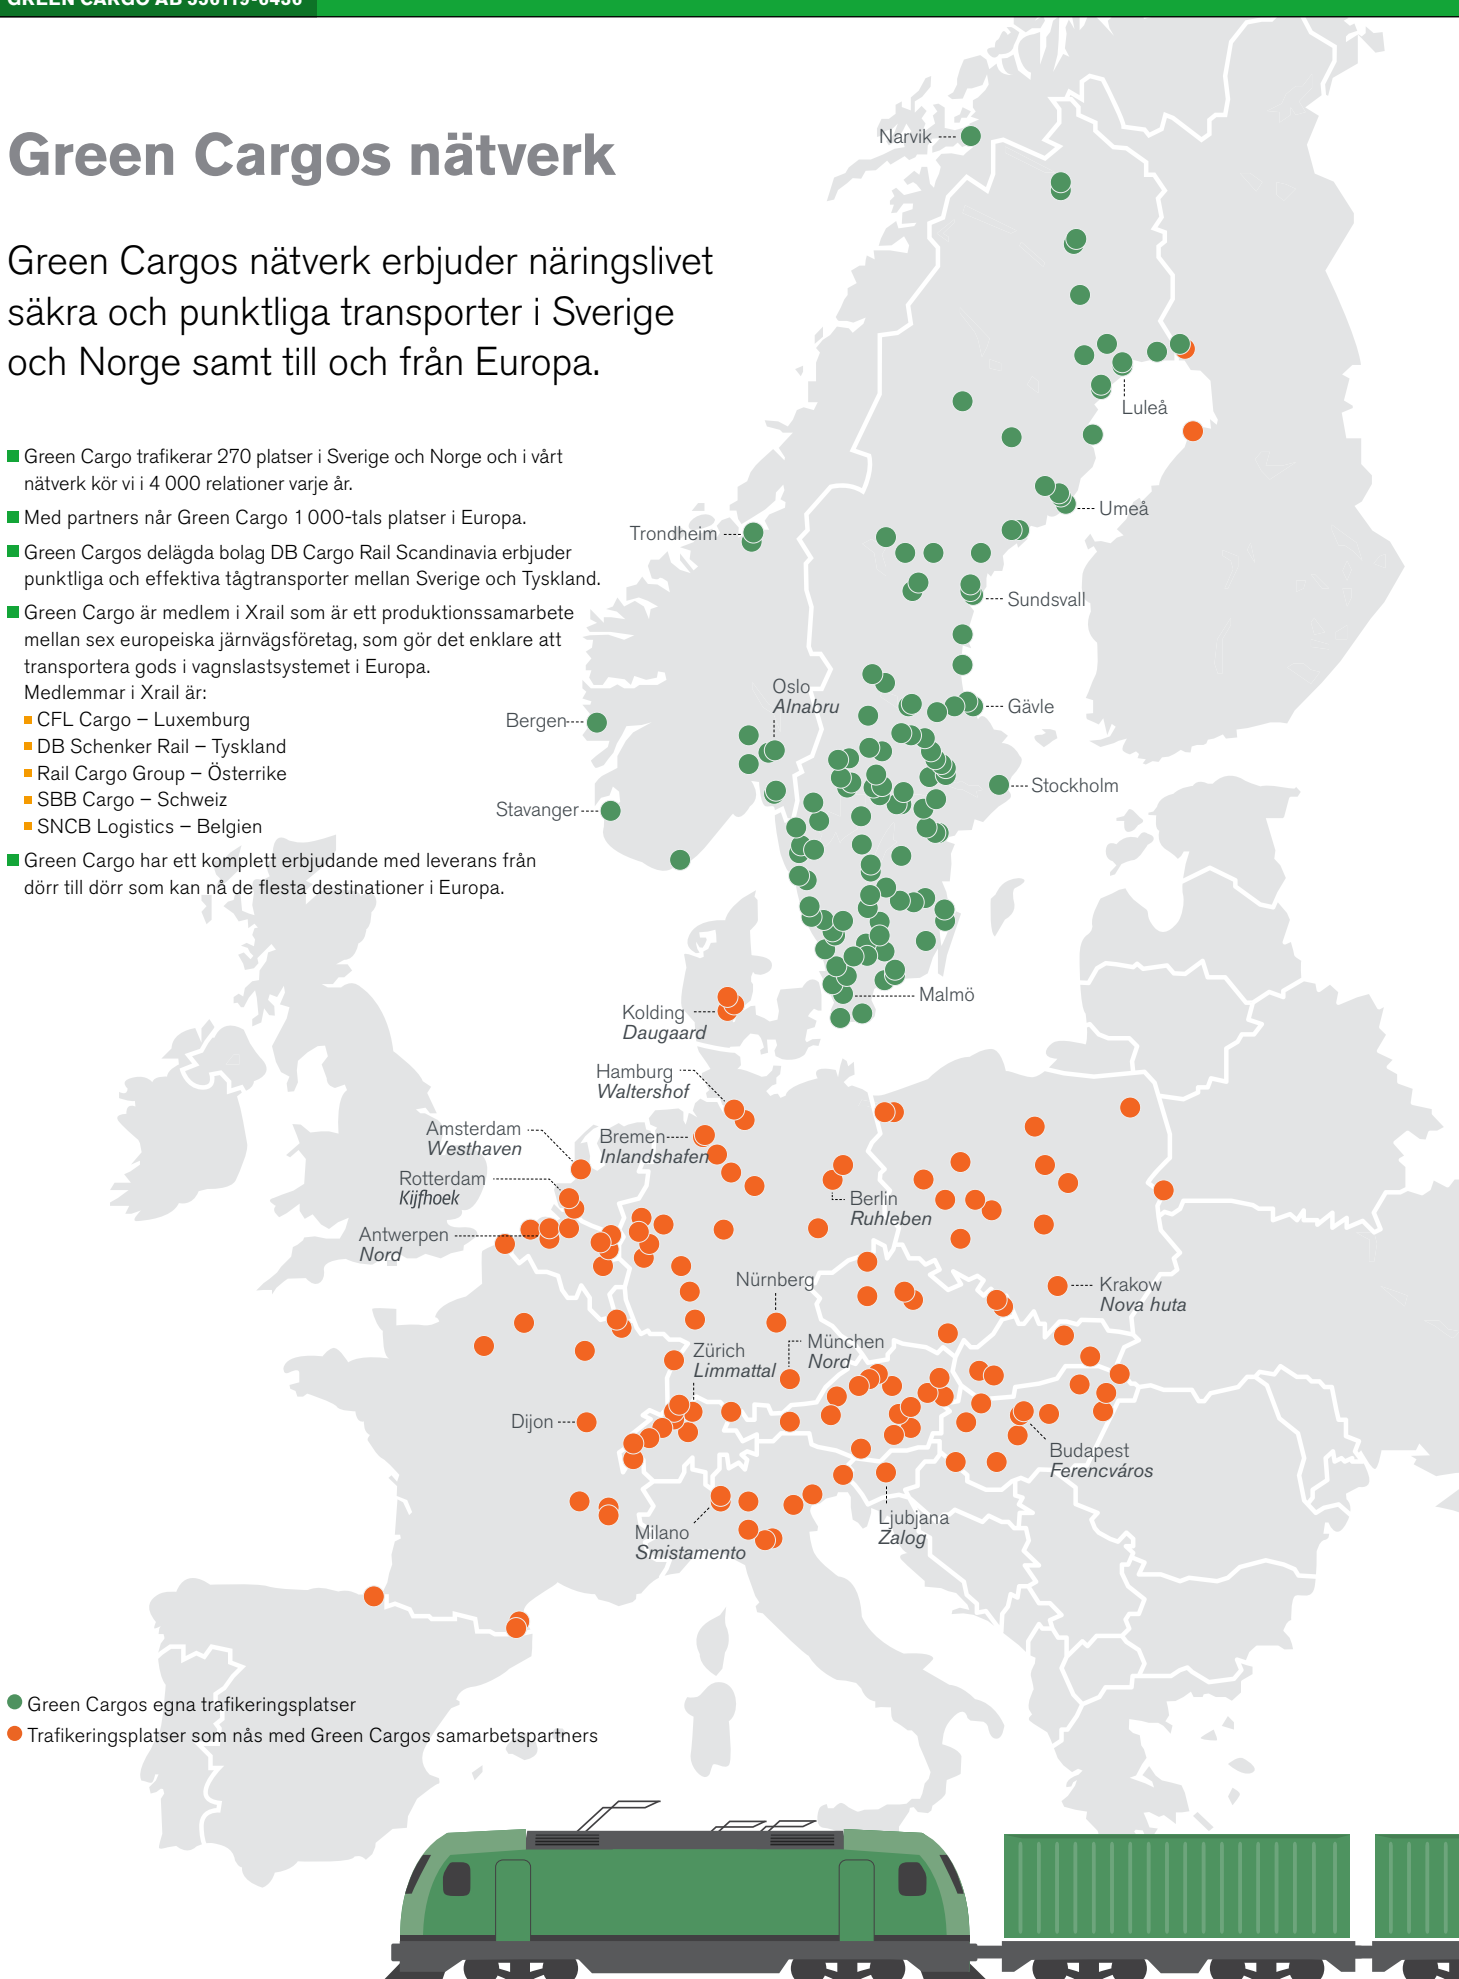 GREEN CARGO AB 556119-6436
Green Cargos nätverk
Green Cargos nätverk erbjuder näringslivet
säkra och punktliga transporter i Sverige
och Norge samt till och från Europa.
Green Cargo trafikerar 270 platser i Sverige och Norge och i vårt
nätverk kör vi i 4 000 relationer varje år.
Med partners når Green Cargo 1 000-tals platser i Europa.
Green Cargos delägda bolag DB Cargo Rail Scandinavia erbjuder
punktliga och effektiva tågtransporter mellan Sverige och Tyskland.
Green Cargo är medlem i Xrail som är ett produktionssamarbete
mellan sex europeiska järnvägsföretag, som gör det enklare att
transportera gods i vagnslastsystemet i Europa.
Medlemmar i Xrail är:
CFL Cargo – Luxemburg
DB Schenker Rail – Tyskland
Rail Cargo Group – Österrike
SBB Cargo – Schweiz
SNCB Logistics – Belgien
Green Cargo har ett komplett erbjudande med leverans från
dörr till dörr som kan nå de flesta destinationer i Europa.
Narvik
Luleå
Umeå
Trondheim
Sundsvall
Oslo
Alnabru
Gävle
Bergen
Stockholm
Stavanger
Malmö
Kolding
Daugaard
Hamburg
Waltershof
Amsterdam
Westhaven
Bremen
Inlandshafen
Rotterdam
Kijfhoek
Berlin
Ruhleben
Antwerpen
Nord
Nürnberg
Krakow
Nova huta
München
Nord
Zürich
Limmattal
Dijon
Budapest
Ferencváros
Ljubjana
Zalog
Milano
Smistamento
Green Cargos egna trafikeringsplatser
Trafikeringsplatser som nås med Green Cargos samarbetspartners